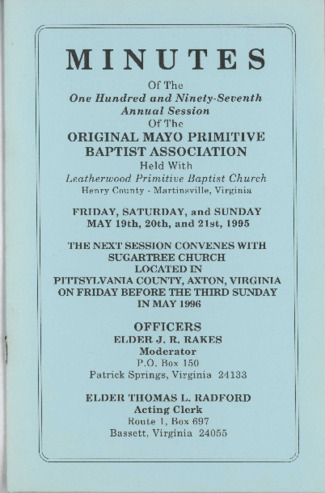 MINUTES
Of The
One Hundred and Ninety-Seventh
Annual Session
Of The
ORIGINAL MAYO PRIMITIVE
BAPTIST ASSOCIATION
Held With
Leatherwood Primitive Baptist Church
Henry County - Martinsville, Virginia
FRIDAY, SATURDAY, and SUNDAY
MAY 19th, 20th, and 21st, 1995
THE NEXT SESSION CONVENES WITH
SUGARTREE CHURCH
LOCATED IN
PITTSYLVANIA COUNTY, AXTON, VIRGINIA
ON FRIDAY BEFORE THE THIRD SUNDAY
IN MAY 1996
OFFICERS
ELDER J. R. RAKES
Moderator
P.O. Box 150
Patrick Springs, Virginia 24133
ELDER THOMAS L. RADFORD
Acting Clerk
Route 1, Box 697
Bassett, Virginia 24055